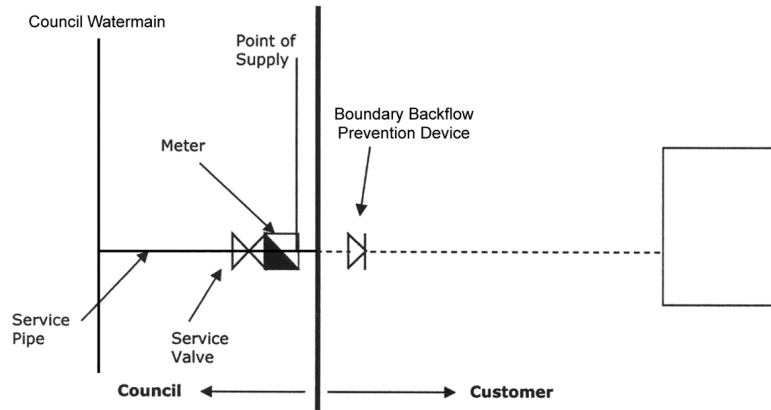 Council Watermain
Point of
Supply
Boundary Backflow
Prevention Device
Meter
Service
Pipe
Service
Valve
Council
Customer